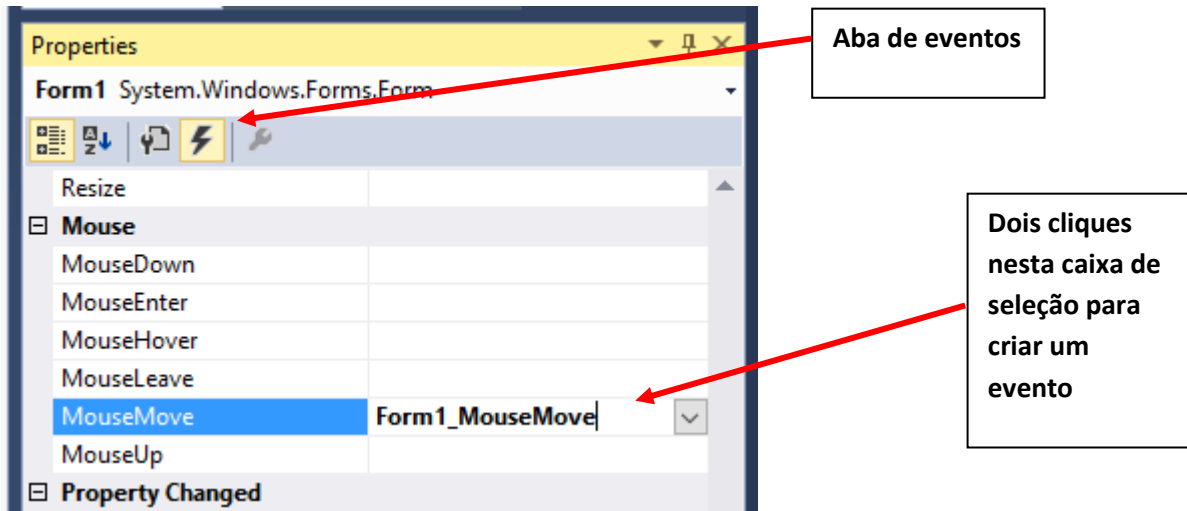 Properties
Aba de eventos
Form1 System.Windows.Forms.Form
Resize
Mouse
MouseDown
MouseEnter
MouseHover
MouseLeave
MouseMove Form1_MouseMove
MouseUp
Property Changed
Dois cliques
nesta caixa de
seleção para
criar um
evento